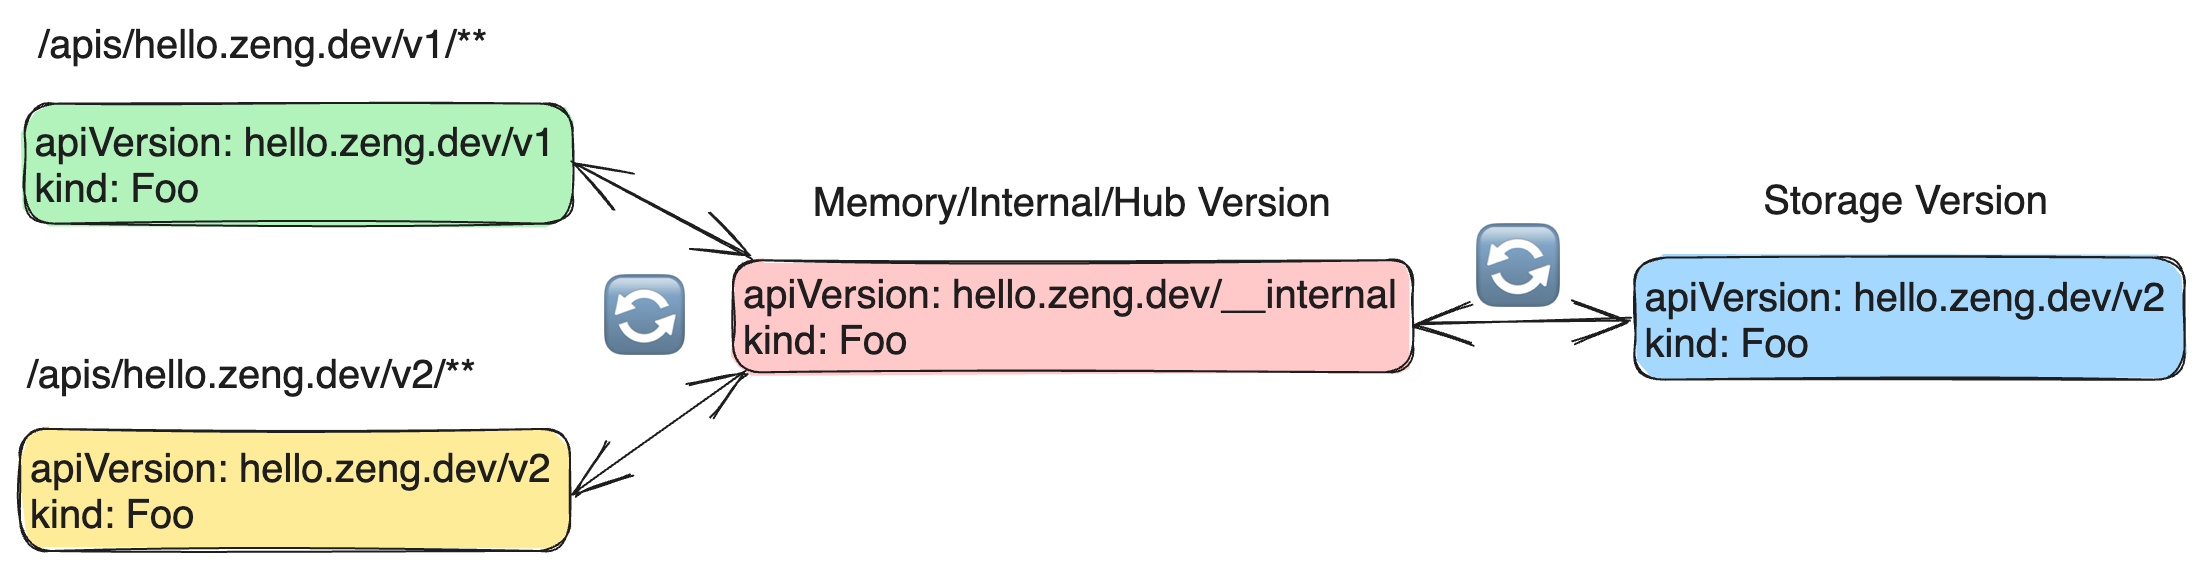 /apis/hello.zeng.dev/v1/**
apiVersion: hello.zeng.dev/v1
kind: Foo
/apis/hello.zeng.dev/v2/**
apiVersion: hello.zeng.dev/v2
kind: Foo
Memory/Internal/Hub Version
apiVersion: hello.zeng.dev/__internal
kind: Foo
Storage Version
apiVersion: hello.zeng.dev/v2
kind: Foo